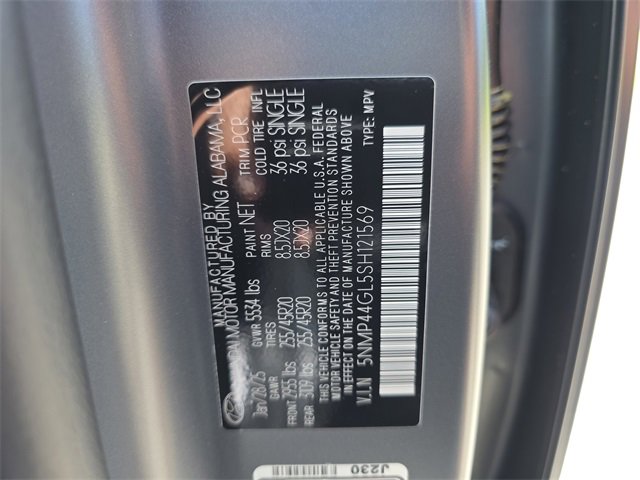 MANUFACTURED BY
HYUNDAI MOTOR MANUFACTURING ALABAMA, LLC
Jan/28/25 PAINT NET TRIM PCR
GVWR 5534 lbs
GAWR TIRES RIMS COLD TIRE INFL
FRONT 2955 lbs 255/45R20 8.5JX20 36 psi SINGLE
REAR 3109 lbs 255/45R20 8.5JX20 36 psi SINGLE
THIS VEHICLE CONFORMS TO ALL APPLICABLE U.S.A. FEDERAL
MOTOR VEHICLE SAFETY AND THEFT PREVENTION STANDARDS
IN EFFECT ON THE DATE OF MANUFACTURE SHOWN ABOVE
V.I.N 5NMP44GL5SH121569 TYPE: MPV
J230